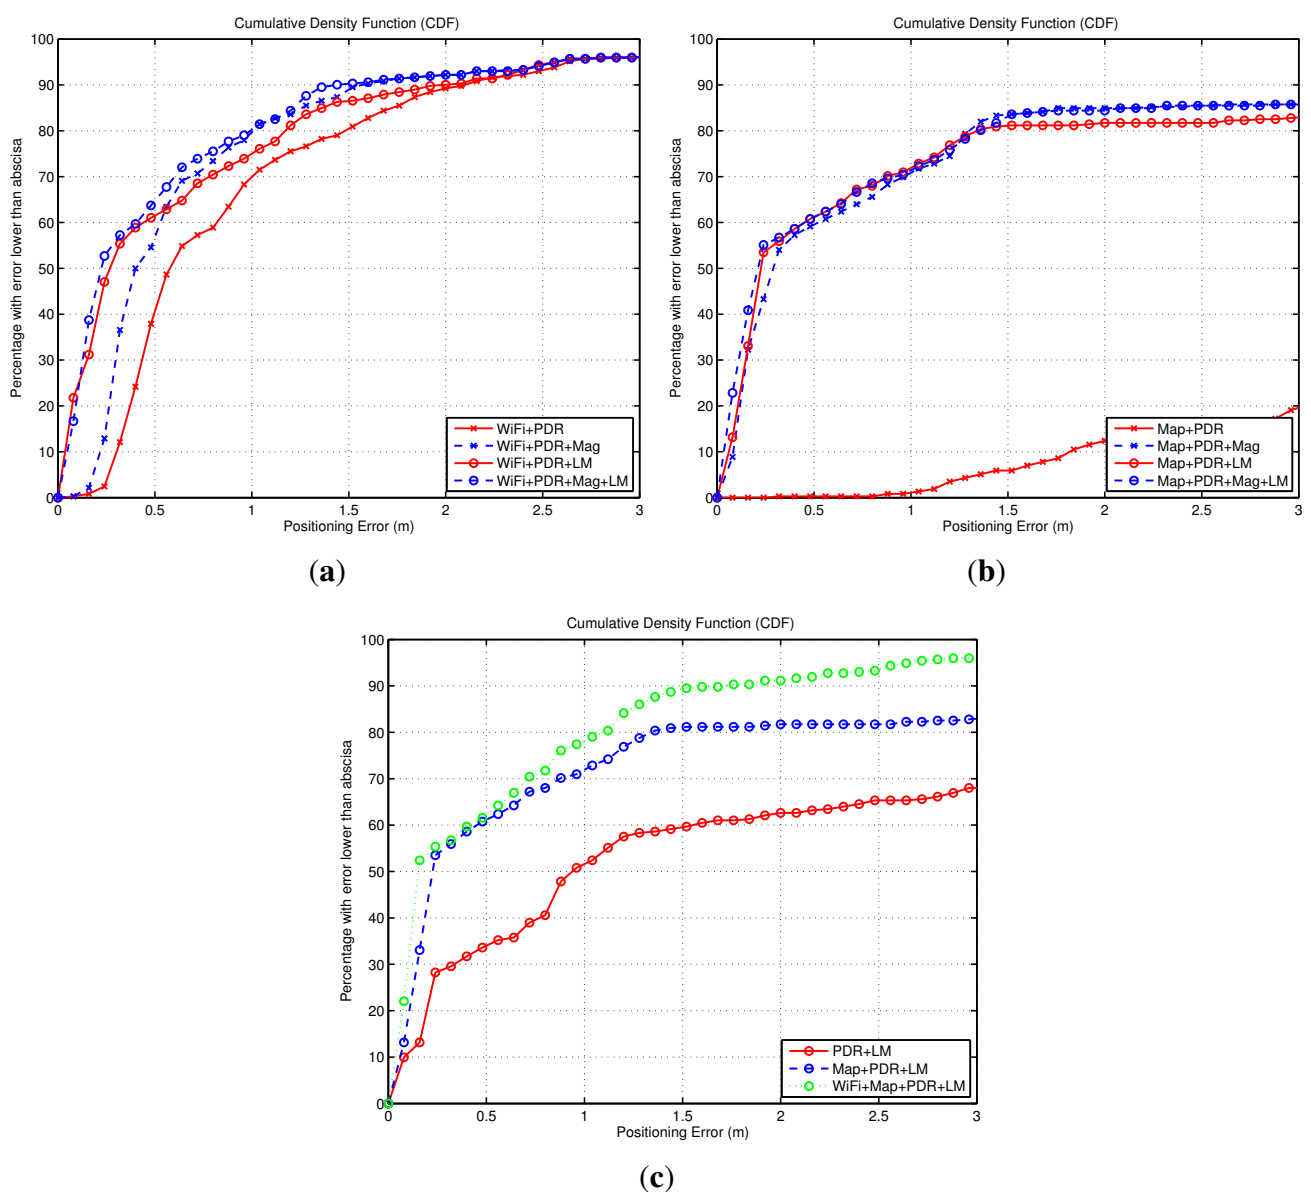 Cumulative Density Function (CDF)
Percentage with error lower than abscisa
100
90
80
70
60
50
40
30
20
10
0
WiFi+PDR
WiFi+PDR+Mag
WiFi+PDR+LM
WiFi+PDR+Mag+LM
0 0.5 1 1.5 2 2.5 3
Positioning Error (m)
(a)
Cumulative Density Function (CDF)
Percentage with error lower than abscisa
100
90
80
70
60
50
40
30
20
10
0
Map+PDR
Map+PDR+Mag
Map+PDR+LM
Map+PDR+Mag+LM
0 0.5 1 1.5 2 2.5 3
Positioning Error (m)
(b)
Cumulative Density Function (CDF)
Percentage with error lower than abscisa
100
90
80
70
60
50
40
30
20
10
0
PDR+LM
Map+PDR+LM
WiFi+Map+PDR+LM
0 0.5 1 1.5 2 2.5 3
Positioning Error (m)
(c)